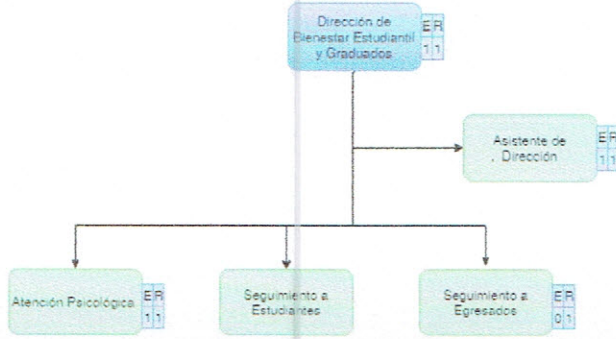 Dirección de
Bienestar Estudiantil
y Graduados
E R
1 1
Asistente de
. Dirección
E R
1 1
Atención Psicológica
E R
1 1
Seguimiento a
Estudiantes
Seguimiento a
Egresados
E R
0 1